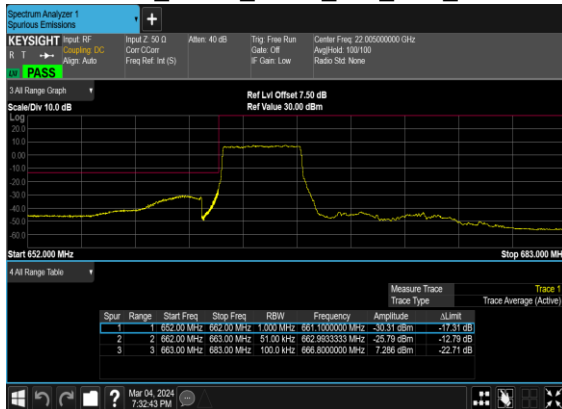 Spectrum Analyzer 1
Spurious Emissions
+
KEYSIGHT Input: RF Input Z: 50 Ω Atten: 40 dB Trig: Free Run Center Freq: 22.005000000 GHz
R T Coupling: DC Corr CCorr Gate: Off Avg|Hold: 100/100
Align: Auto Freq Ref: Int (S) IF Gain: Low Radio Std: None
LXI PASS
3 All Range Graph
Ref Lvl Offset 7.50 dB
Scale/Div 10.0 dB Ref Value 30.00 dBm
Log
20.0
10.0
0.00
-10.0
-20.0
-30.0
-40.0
-50.0
-60.0
Start 652.000 MHz Stop 683.000 MH
4 All Range Table
Measure Trace Trace 1
Trace Type Trace Average (Active)
Spur Range Start Freq Stop Freq RBW Frequency Amplitude ΔLimit
1 1 652.00 MHz 662.00 MHz 1.000 MHz 661.1000000 MHz -30.31 dBm -17.31 dB
2 2 662.00 MHz 663.00 MHz 51.00 kHz 662.9933333 MHz -25.79 dBm -12.79 dB
3 3 663.00 MHz 683.00 MHz 100.0 kHz 666.8000000 MHz 7.286 dBm -22.71 dB
? Mar 04, 2024
7:32:43 PM